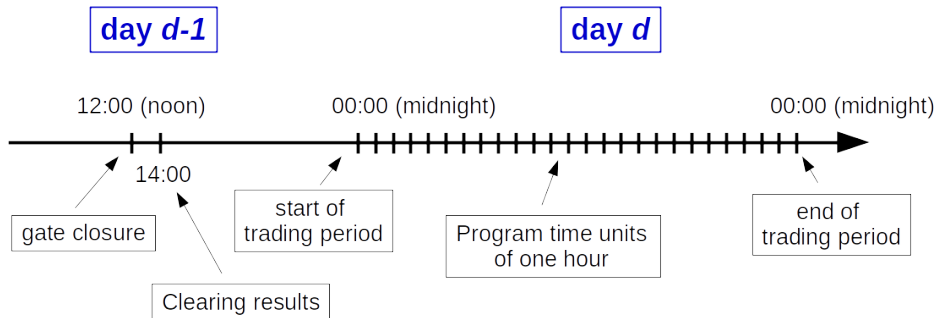 day d-1
day d
12:00 (noon)
00:00 (midnight)
00:00 (midnight)
14:00
gate closure
start of
trading period
Program time units
of one hour
end of
trading period
Clearing results